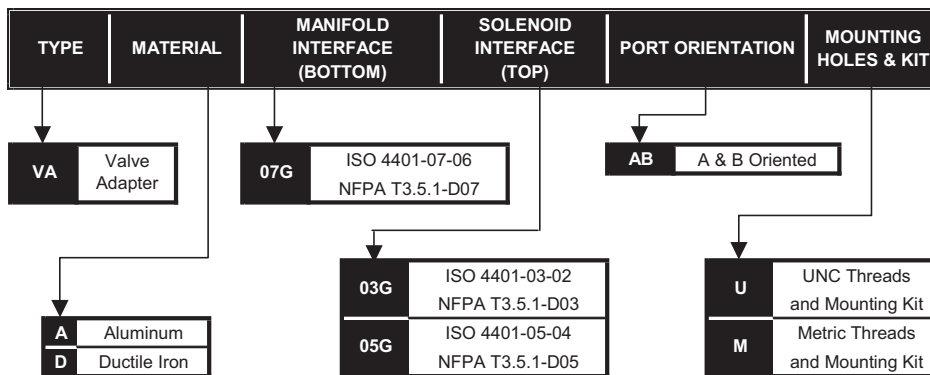 TYPE
MATERIAL
MANIFOLD
INTERFACE
(BOTTOM)
SOLENOID
INTERFACE
(TOP)
PORT ORIENTATION
MOUNTING
HOLES & KIT
VA
Valve
Adapter
07G
ISO 4401-07-06
NFPA T3.5.1-D07
AB
A & B Oriented
A
Aluminum
D
Ductile Iron
03G
ISO 4401-03-02
NFPA T3.5.1-D03
05G
ISO 4401-05-04
NFPA T3.5.1-D05
U
UNC Threads
and Mounting Kit
M
Metric Threads
and Mounting Kit